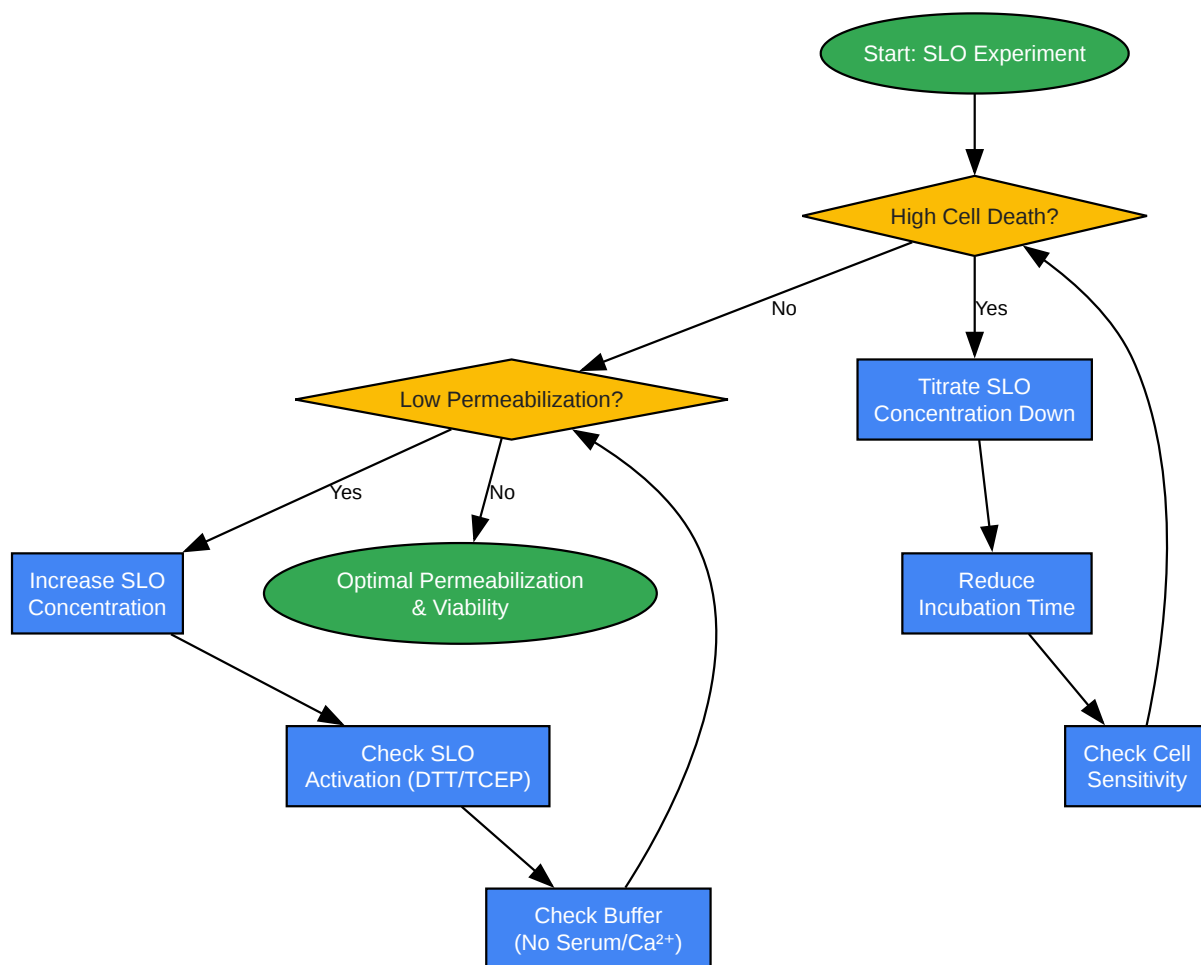 Start: SLO Experiment
High Cell Death?
No
Yes
Low Permeabilization?
Titrate SLO
Concentration Down
Yes
No
Increase SLO
Concentration
Optimal Permeabilization
& Viability
Reduce
Incubation Time
Check SLO
Activation (DTT/TCEP)
Check Cell
Sensitivity
Check Buffer
(No Serum/Ca²⁺)